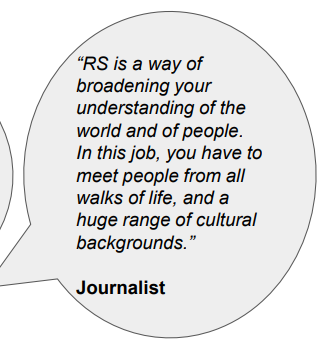 “RS is a way of
broadening your
understanding of the
world and of people.
In this job, you have to
meet people from all
walks of life, and a
huge range of cultural
backgrounds.”
Journalist